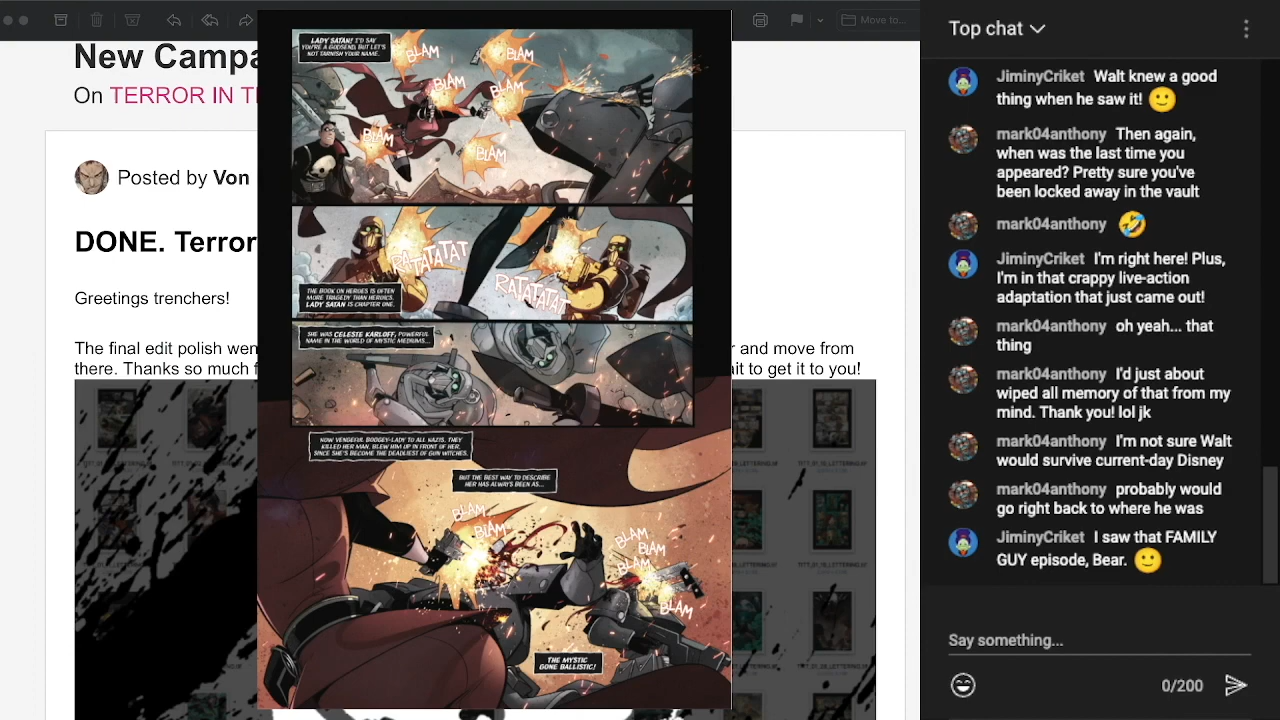 Move to...
New Campa
On TERROR IN T
Posted by Von
DONE. Terror
Greetings trenchers!
The final edit polish wen
r and move from
there. Thanks so much f
it to get it to you!
LADY SATAN! I'D SAY
YOU'RE A GODSEND, BUT LET'S
NOT TARNISH YOUR NAME.
BLAM
BLAM
BLAM
BLAM
BLAM
BLAM
RATATATAT
RATATATAT
THE BOOK ON HEROES IS OFTEN
MORE TRAGEDY THAN HEROICS.
LADY SATAN IS CHAPTER ONE.
SHE WAS CELESTE KARLOFF, POWERFUL
NAME IN THE WORLD OF MYSTIC MEDIUMS...
NOW VENGEFUL BOOGEY-LADY TO ALL NAZIS. THEY
KILLED HER MAN, BLEW HIM UP IN FRONT OF HER.
SINCE SHE'S BECOME THE DEADLIEST OF GUN WITCHES.
BUT THE BEST WAY TO DESCRIBE
HER HAS ALWAYS BEEN AS...
BLAM
BLAM
BLAM
BLAM
BLAM
BLAM
THE MYSTIC
GONE BALLISTIC!
Top chat
JiminyCriket Walt knew a good
thing when he saw it! 🙂
mark04anthony Then again,
when was the last time you
appeared? Pretty sure you've
been locked away in the vault
mark04anthony 🤣
JiminyCriket I'm right here! Plus,
I'm in that crappy live-action
adaptation that just came out!
mark04anthony oh yeah... that
thing
mark04anthony I'd just about
wiped all memory of that from my
mind. Thank you! lol jk
mark04anthony I'm not sure Walt
would survive current-day Disney
mark04anthony probably would
go right back to where he was
JiminyCriket I saw that FAMILY
GUY episode, Bear. 🙂
Say something...
0/200